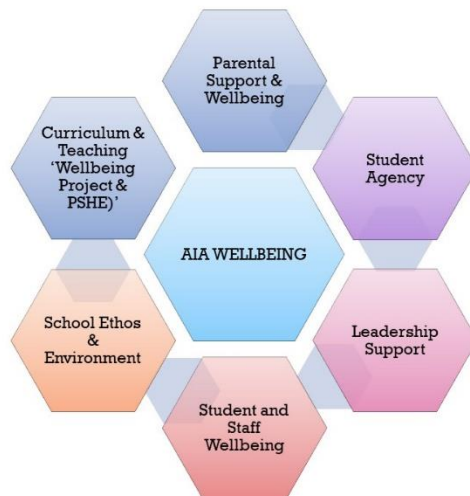 Parental
Support &
Wellbeing
Curriculum &
Teaching
‘Wellbeing
Project &
PSHE)’
Student
Agency
AIA WELLBEING
School Ethos
&
Environment
Leadership
Support
Student and
Staff
Wellbeing